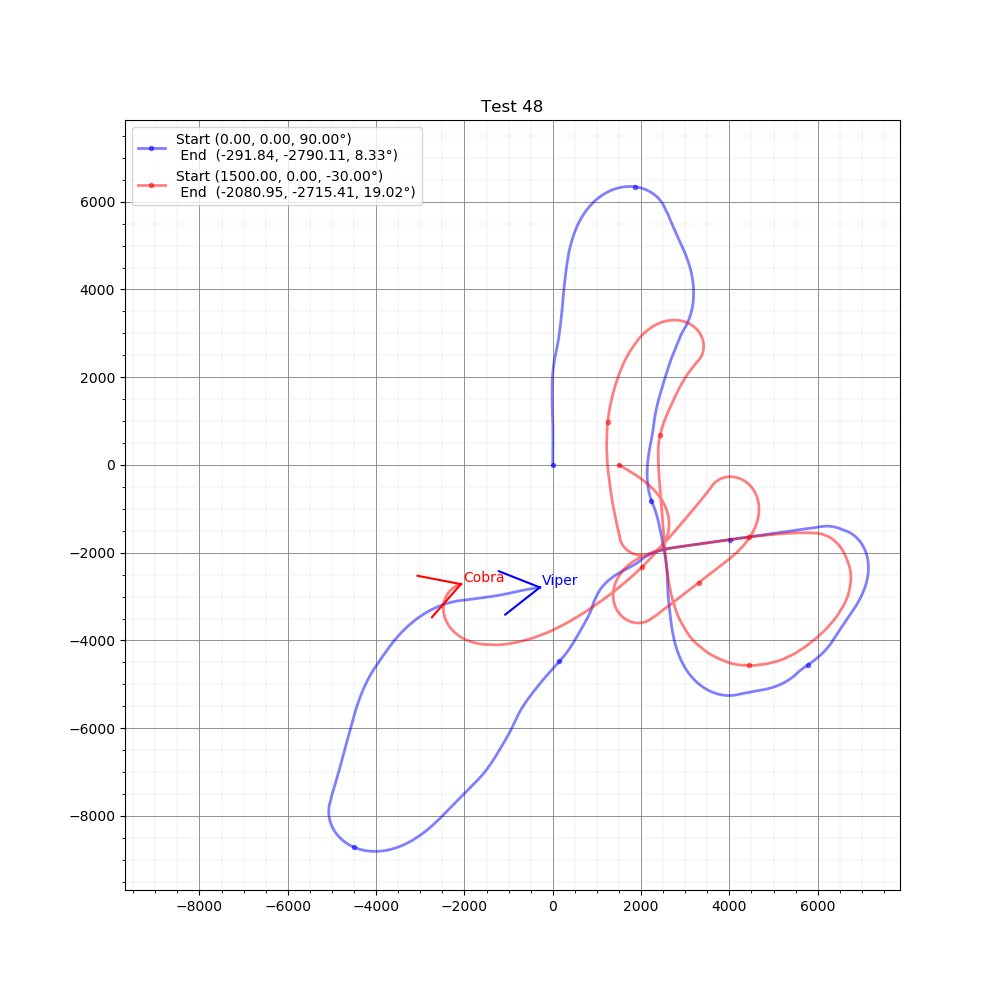 Test 48
Start (0.00, 0.00, 90.00°)
End (-291.84, -2790.11, 8.33°)
Start (1500.00, 0.00, -30.00°)
End (-2080.95, -2715.41, 19.02°)
6000
4000
2000
0
−2000
−4000
−6000
−8000
Cobra
Viper
−8000 −6000 −4000 −2000 0 2000 4000 6000